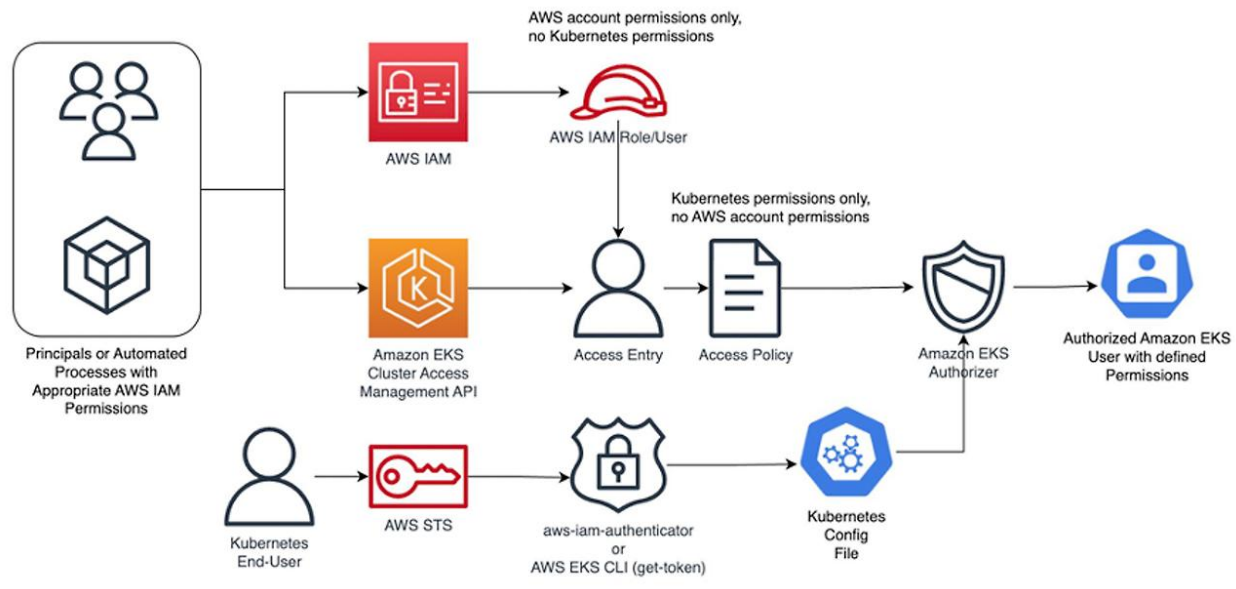 AWS account permissions only,
no Kubernetes permissions
AWS IAM
AWS IAM Role/User
Kubernetes permissions only,
no AWS account permissions
K
Principals or Automated
Processes with
Appropriate AWS IAM
Permissions
Amazon EKS
Cluster Access
Management API
Access Entry
Access Policy
Amazon EKS
Authorizer
Authorized Amazon EKS
User with defined
Permissions
Kubernetes
End-User
AWS STS
aws-iam-authenticator
or
AWS EKS CLI (get-token)
Kubernetes
Config
File